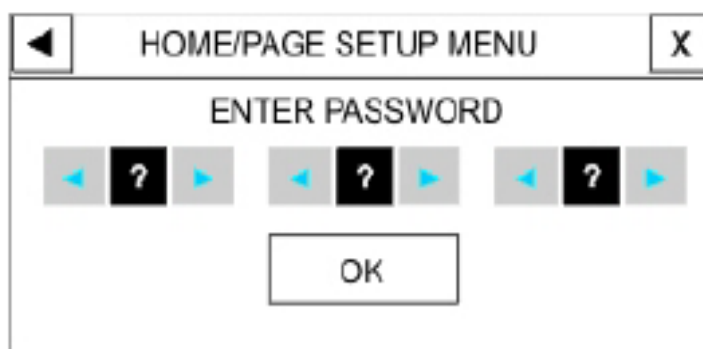 HOME/PAGE SETUP MENU X
ENTER PASSWORD
? ? ?
OK